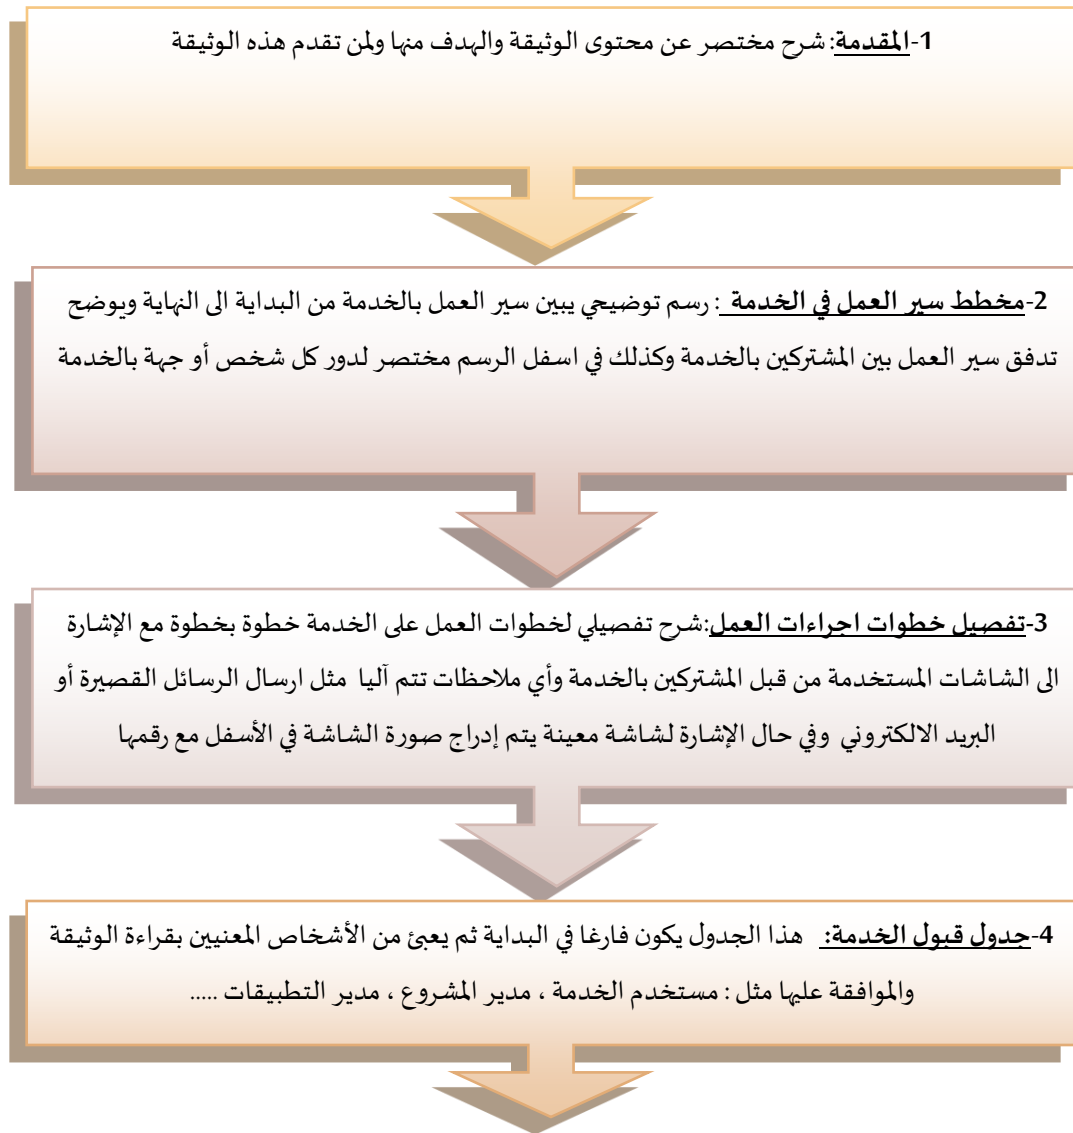 1-المقدمة: شرح مختصر عن محتوى الوثيقة والهدف منها ولمن تقدم هذه الوثيقة
2-مخطط سير العمل في الخدمة : رسم توضيحي يبين سير العمل بالخدمة من البداية الى النهاية ويوضح
تدفق سير العمل بين المشتركين بالخدمة وكذلك في اسفل الرسم مختصر لدور كل شخص أو جهة بالخدمة
3-تفصيل خطوات اجراءات العمل:شرح تفصيلي لخطوات العمل على الخدمة خطوة بخطوة مع الإشارة
الى الشاشات المستخدمة من قبل المشتركين بالخدمة وأي ملاحظات تتم آليا مثل ارسال الرسائل القصيرة أو
البريد الالكتروني وفي حال الإشارة لشاشة معينة يتم إدراج صورة الشاشة في الأسفل مع رقمها
4-جدول قبول الخدمة: هذا الجدول يكون فارغا في البداية ثم يعبئ من الأشخاص المعنيين بقراءة الوثيقة
والموافقة عليها مثل : مستخدم الخدمة ، مدير المشروع ، مدير التطبيقات .....